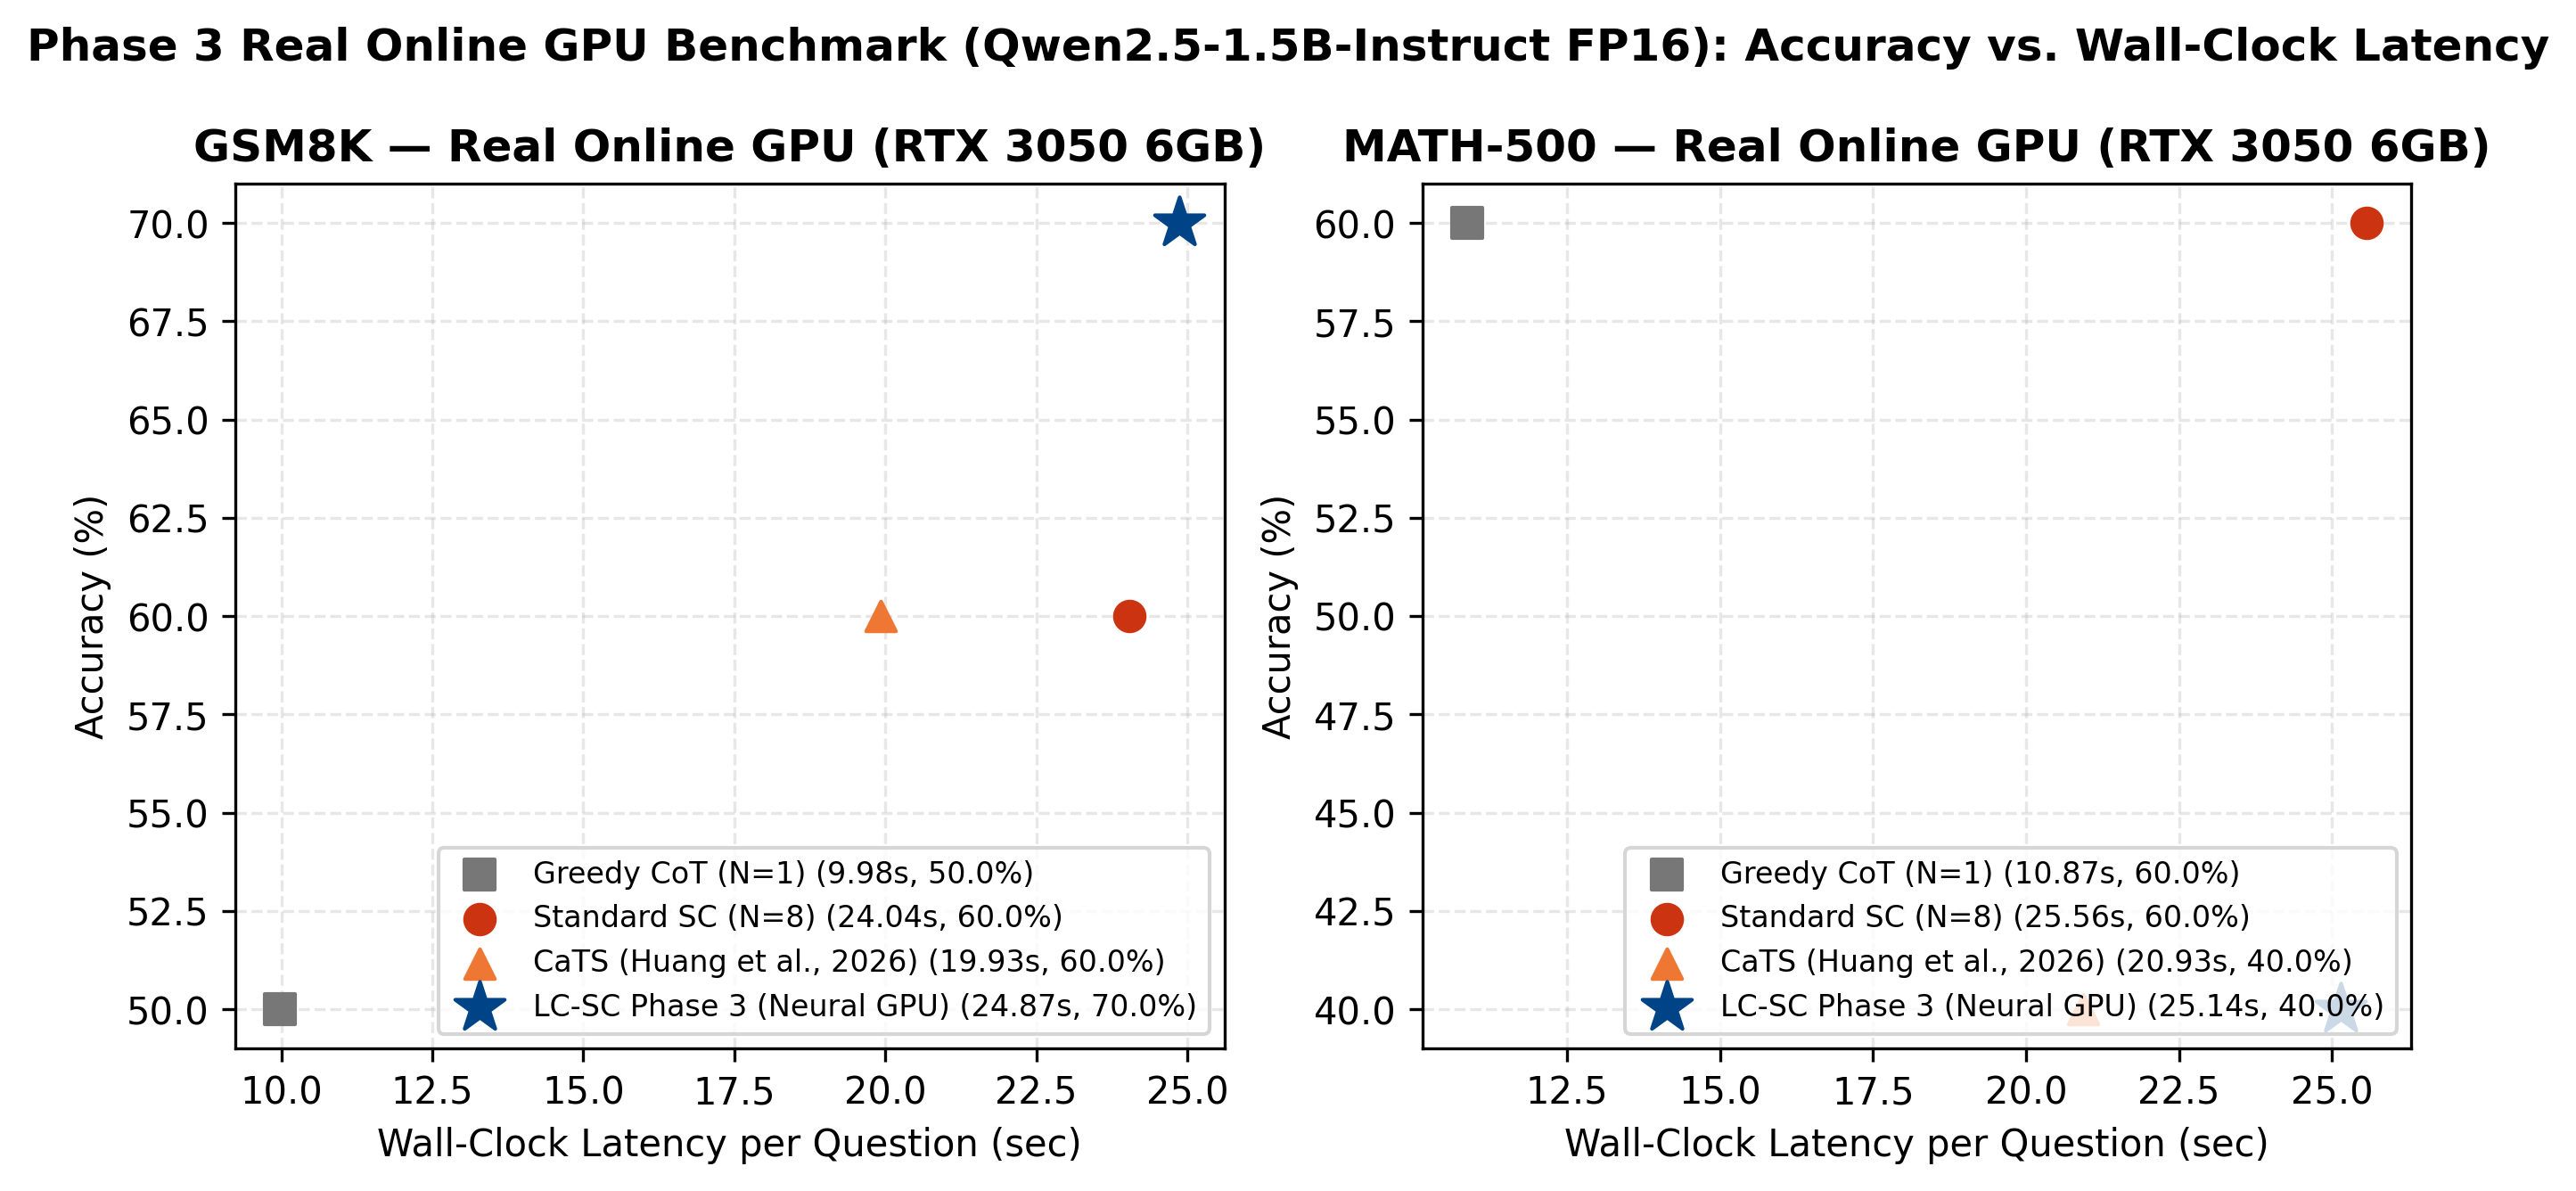 Phase 3 Real Online GPU Benchmark (Qwen2.5-1.5B-Instruct FP16): Accuracy vs. Wall-Clock Latency
GSM8K — Real Online GPU (RTX 3050 6GB)
Accuracy (%)
70.0
67.5
65.0
62.5
60.0
57.5
55.0
52.5
50.0
Greedy CoT (N=1) (9.98s, 50.0%)
Standard SC (N=8) (24.04s, 60.0%)
CaTS (Huang et al., 2026) (19.93s, 60.0%)
LC-SC Phase 3 (Neural GPU) (24.87s, 70.0%)
10.0 12.5 15.0 17.5 20.0 22.5 25.0
Wall-Clock Latency per Question (sec)
MATH-500 — Real Online GPU (RTX 3050 6GB)
Accuracy (%)
60.0
57.5
55.0
52.5
50.0
47.5
45.0
42.5
40.0
Greedy CoT (N=1) (10.87s, 60.0%)
Standard SC (N=8) (25.56s, 60.0%)
CaTS (Huang et al., 2026) (20.93s, 40.0%)
LC-SC Phase 3 (Neural GPU) (25.14s, 40.0%)
12.5 15.0 17.5 20.0 22.5 25.0
Wall-Clock Latency per Question (sec)